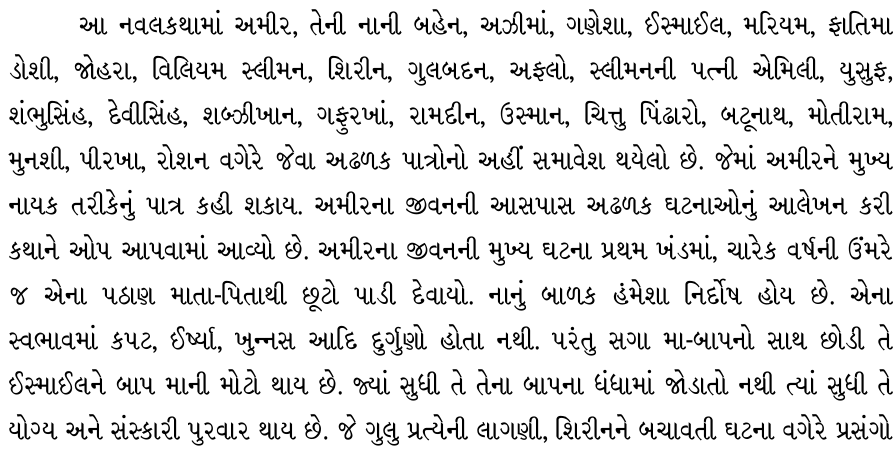 આ નવલકથામાં અમીર, તેની નાની બહેન, અઝીમાં, ગણેશા, ઈસ્માઈલ, મરિયમ, ફાતિમા
ડોશી, જોહરા, વિલિયમ સ્લીમન, શિરીન, ગુલબદન, અફ્લો, સ્લીમનની પત્ની એમિલી, યુસુફ,
શંભુસિંહ, દેવીસિંહ, શબ્ઝીખાન, ગફુરખાં, રામદીન, ઉસ્માન, ચિત્તુ પિંઢારો, બટૂનાથ, મોતીરામ,
મુનશી, પીરખા, રોશન વગેરે જેવા અઢળક પાત્રોનો અહીં સમાવેશ થયેલો છે. જેમાં અમીરને મુખ્ય
નાયક તરીકેનું પાત્ર કહી શકાય. અમીરના જીવનની આસપાસ અઢળક ઘટનાઓનું આલેખન કરી
કથાને ઓપ આપવામાં આવ્યો છે. અમીરના જીવનની મુખ્ય ઘટના પ્રથમ ખંડમાં, ચારેક વર્ષની ઉંમરે
જ એના પઠાણ માતા-પિતાથી છૂટો પાડી દેવાયો. નાનું બાળક હંમેશા નિર્દોષ હોય છે. એના
સ્વભાવમાં કપટ, ઈર્ષ્યા, ખુન્નસ આદિ દુર્ગુણો હોતા નથી. પરંતુ સગા મા-બાપનો સાથ છોડી તે
ઈસ્માઈલને બાપ માની મોટો થાય છે. જ્યાં સુધી તે તેના બાપના ધંધામાં જોડાતો નથી ત્યાં સુધી તે
યોગ્ય અને સંસ્કારી પુરવાર થાય છે. જે ગુલુ પ્રત્યેની લાગણી, શિરીનને બચાવતી ઘટના વગેરે પ્રસંગો